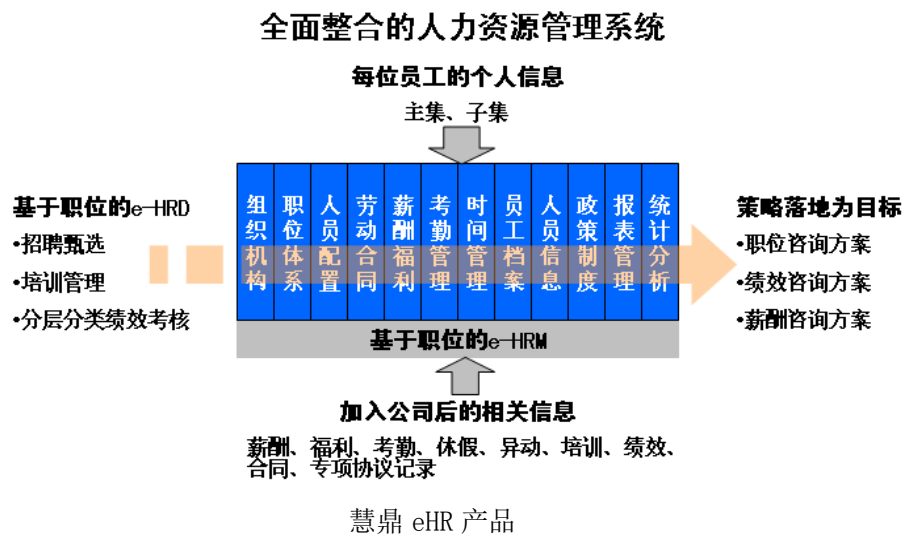 全面整合的人力资源管理系统
每位员工的个人信息
主集、子集
基于职位的e-HRD
•招聘甄选
•培训管理
•分层分类绩效考核
组织机构
职位体系
人员配置
劳动合同
薪酬福利
考勤管理
时间管理
员工档案
人员信息
政策制度
报表管理
统计分析
基于职位的e-HRM
策略落地为目标
•职位咨询方案
•绩效咨询方案
•薪酬咨询方案
加入公司后的相关信息
薪酬、福利、考勤、休假、异动、培训、绩效、
合同、专项协议记录
慧鼎 eHR 产品